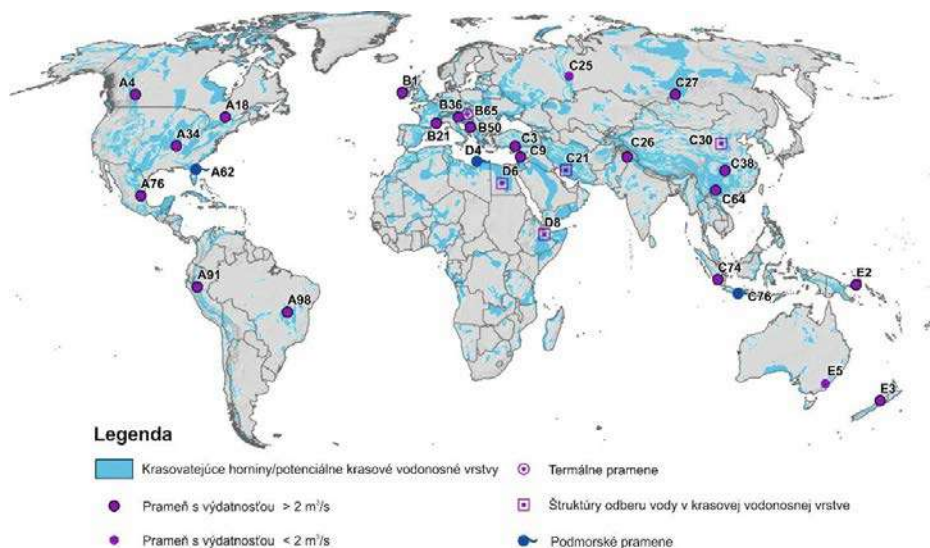 C25
A4
B1
C27
A18
B36
B65
A34
B50
C3
B21
C9
C26
C30
D4
C21
C38
A62
D6
A76
C64
D8
A91
C74
E2
A98
C76
E5
E3
Legenda
Krasovatejúce horniny/potenciálne krasové vodonosné vrstvy
Prameň s výdatnosťou > 2 m³/s
Prameň s výdatnosťou < 2 m³/s
Termálne pramene
Štruktúry odberu vody v krasovej vodonosnej vrstve
Podmorské pramene